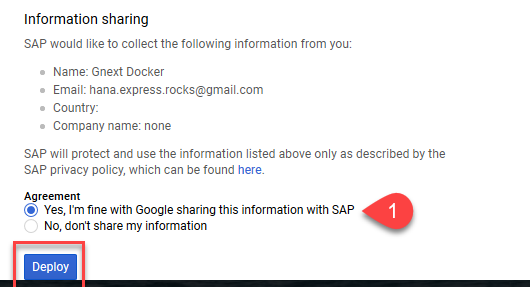 Information sharing
SAP would like to collect the following information from you:
Name: Gnext Docker
Email: hana.express.rocks@gmail.com
Country:
Company name: none
SAP will protect and use the information listed above only as described by the
SAP privacy policy, which can be found here.
Agreement
Yes, I'm fine with Google sharing this information with SAP
1
No, don't share my information
Deploy